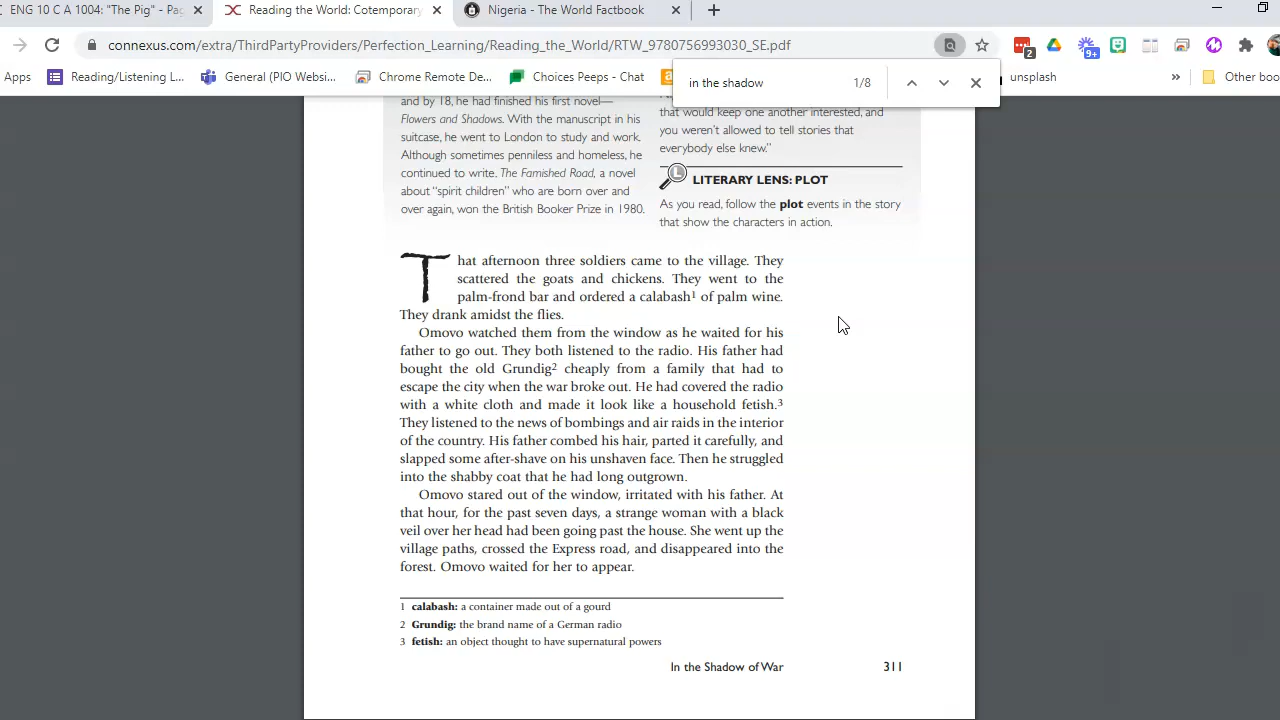 ENG 10 C A 1004: "The Pig" - Pa
Reading the World: Cotemporary
Nigeria - The World Factbook
connexus.com/extra/ThirdPartyProvider/Perfection_Learning/Reading_the_World/RTW_9780756993030_SE.pdf
2
9+
Apps
Reading/Listening L...
General (PIO Websi...
Chrome Remote De...
Choices Peeps - Chat
unsplash
»
Other boo
in the shadow
1/8
and by 18, he had finished his first novel—
Flowers and Shadows. With the manuscript in his
suitcase, he went to London to study and work.
Although sometimes penniless and homeless, he
continued to write. The Famished Road, a novel
about "spirit children" who are born over and
over again, won the British Booker Prize in 1980.
that would keep one another interested, and
you weren't allowed to tell stories that
everybody else knew."
L
LITERARY LENS: PLOT
As you read, follow the plot events in the story
that show the characters in action.
That afternoon three soldiers came to the village. They
scattered the goats and chickens. They went to the
palm-frond bar and ordered a calabash1 of palm wine.
They drank amidst the flies.
Omovo watched them from the window as he waited for his
father to go out. They both listened to the radio. His father had
bought the old Grundig2 cheaply from a family that had to
escape the city when the war broke out. He had covered the radio
with a white cloth and made it look like a household fetish.3
They listened to the news of bombings and air raids in the interior
of the country. His father combed his hair, parted it carefully, and
slapped some after-shave on his unshaven face. Then he struggled
into the shabby coat that he had long outgrown.
Omovo stared out of the window, irritated with his father. At
that hour, for the past seven days, a strange woman with a black
veil over her head had been going past the house. She went up the
village paths, crossed the Express road, and disappeared into the
forest. Omovo waited for her to appear.
1 calabash: a container made out of a gourd
2 Grundig: the brand name of a German radio
3 fetish: an object thought to have supernatural powers
In the Shadow of War
311